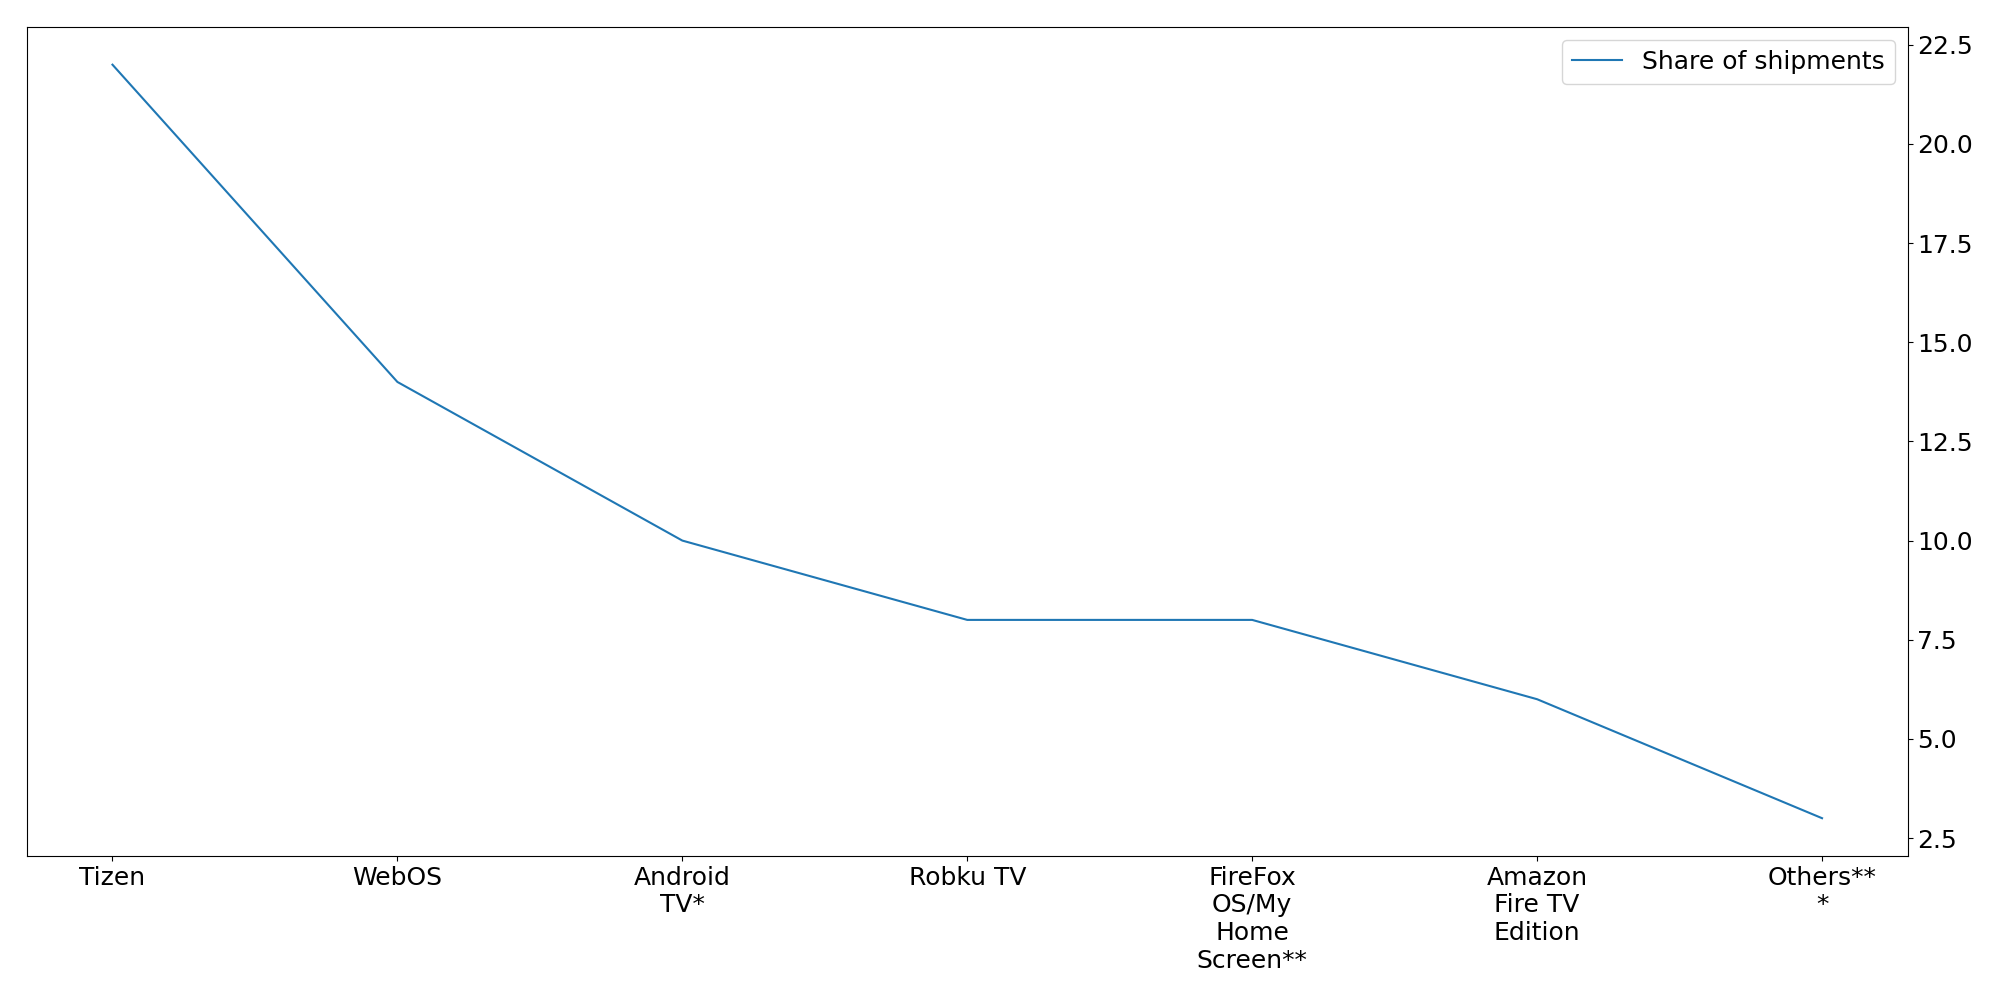 Share of shipments
22.5
20.0
17.5
15.0
12.5
10.0
7.5
5.0
2.5
Tizen
WebOS
Android
TV*
Robku TV
FireFox
OS/My
Home
Screen**
Amazon
Fire TV
Edition
Others**
*